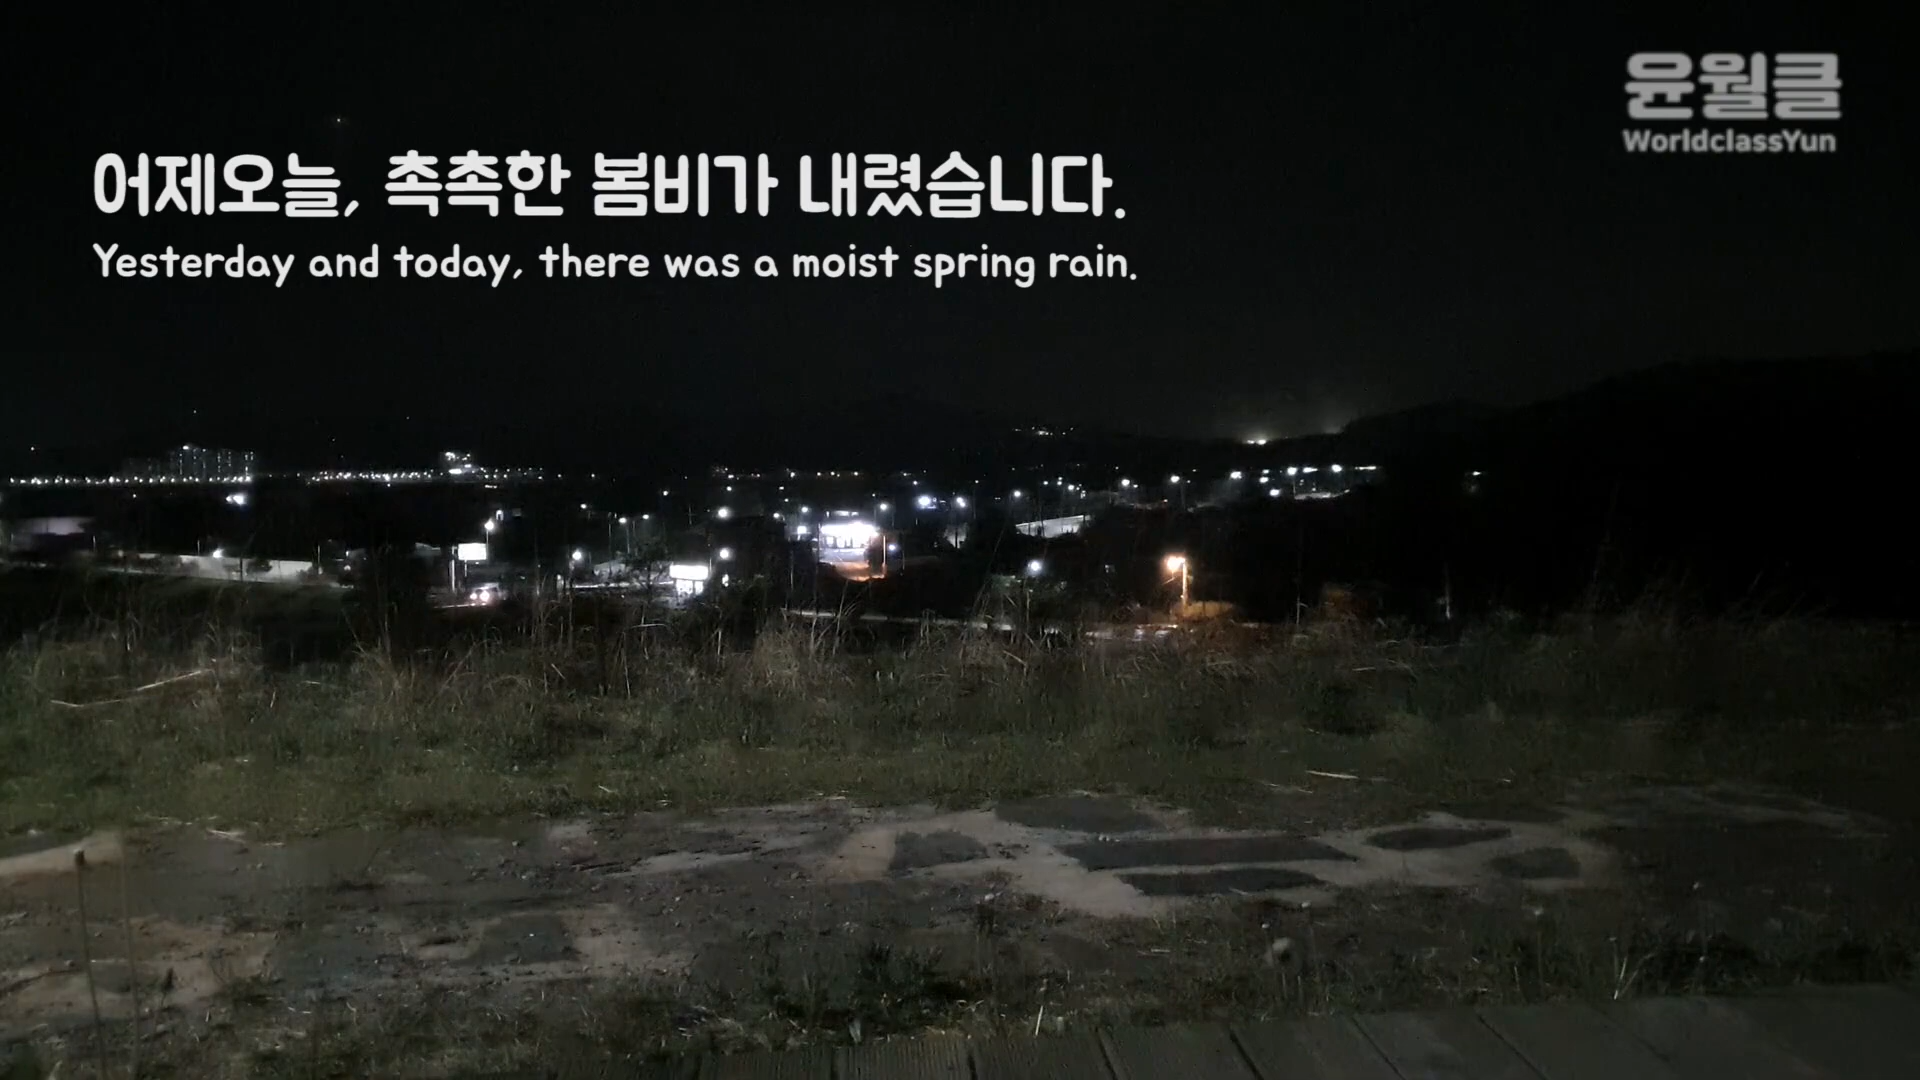 윤월클
WorldclassYun
어제오늘, 촉촉한 봄비가 내렸습니다.
Yesterday and today, there was a moist spring rain.